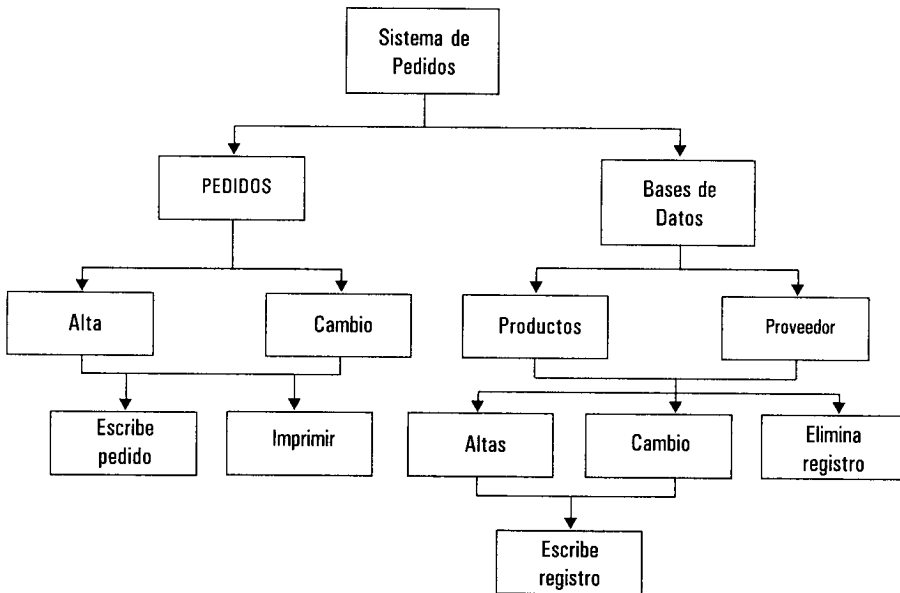 Sistema de
Pedidos
PEDIDOS
Bases de
Datos
Alta
Cambio
Productos
Proveedor
Escribe
pedido
Imprimir
Altas
Cambio
Elimina
registro
Escribe
registro